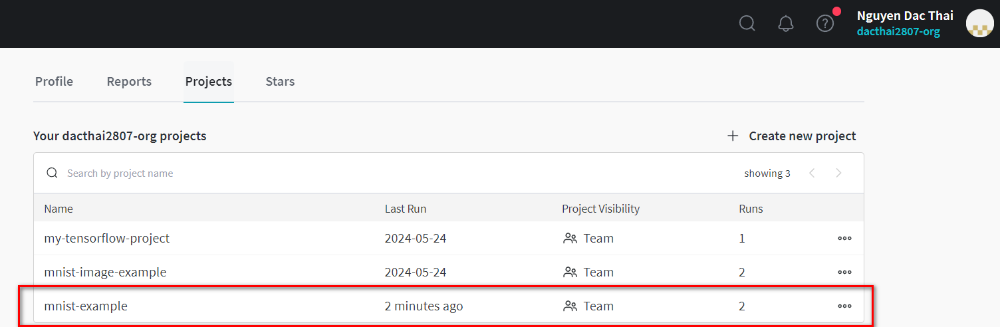 Nguyen Dac Thai
dacthai2807-org
Profile Reports Projects Stars
Your dacthai2807-org projects + Create new project
Search by project name showing 3
Name Last Run Project Visibility Runs
my-tensorflow-project 2024-05-24 Team 1
mnist-image-example 2024-05-24 Team 2
mnist-example 2 minutes ago Team 2